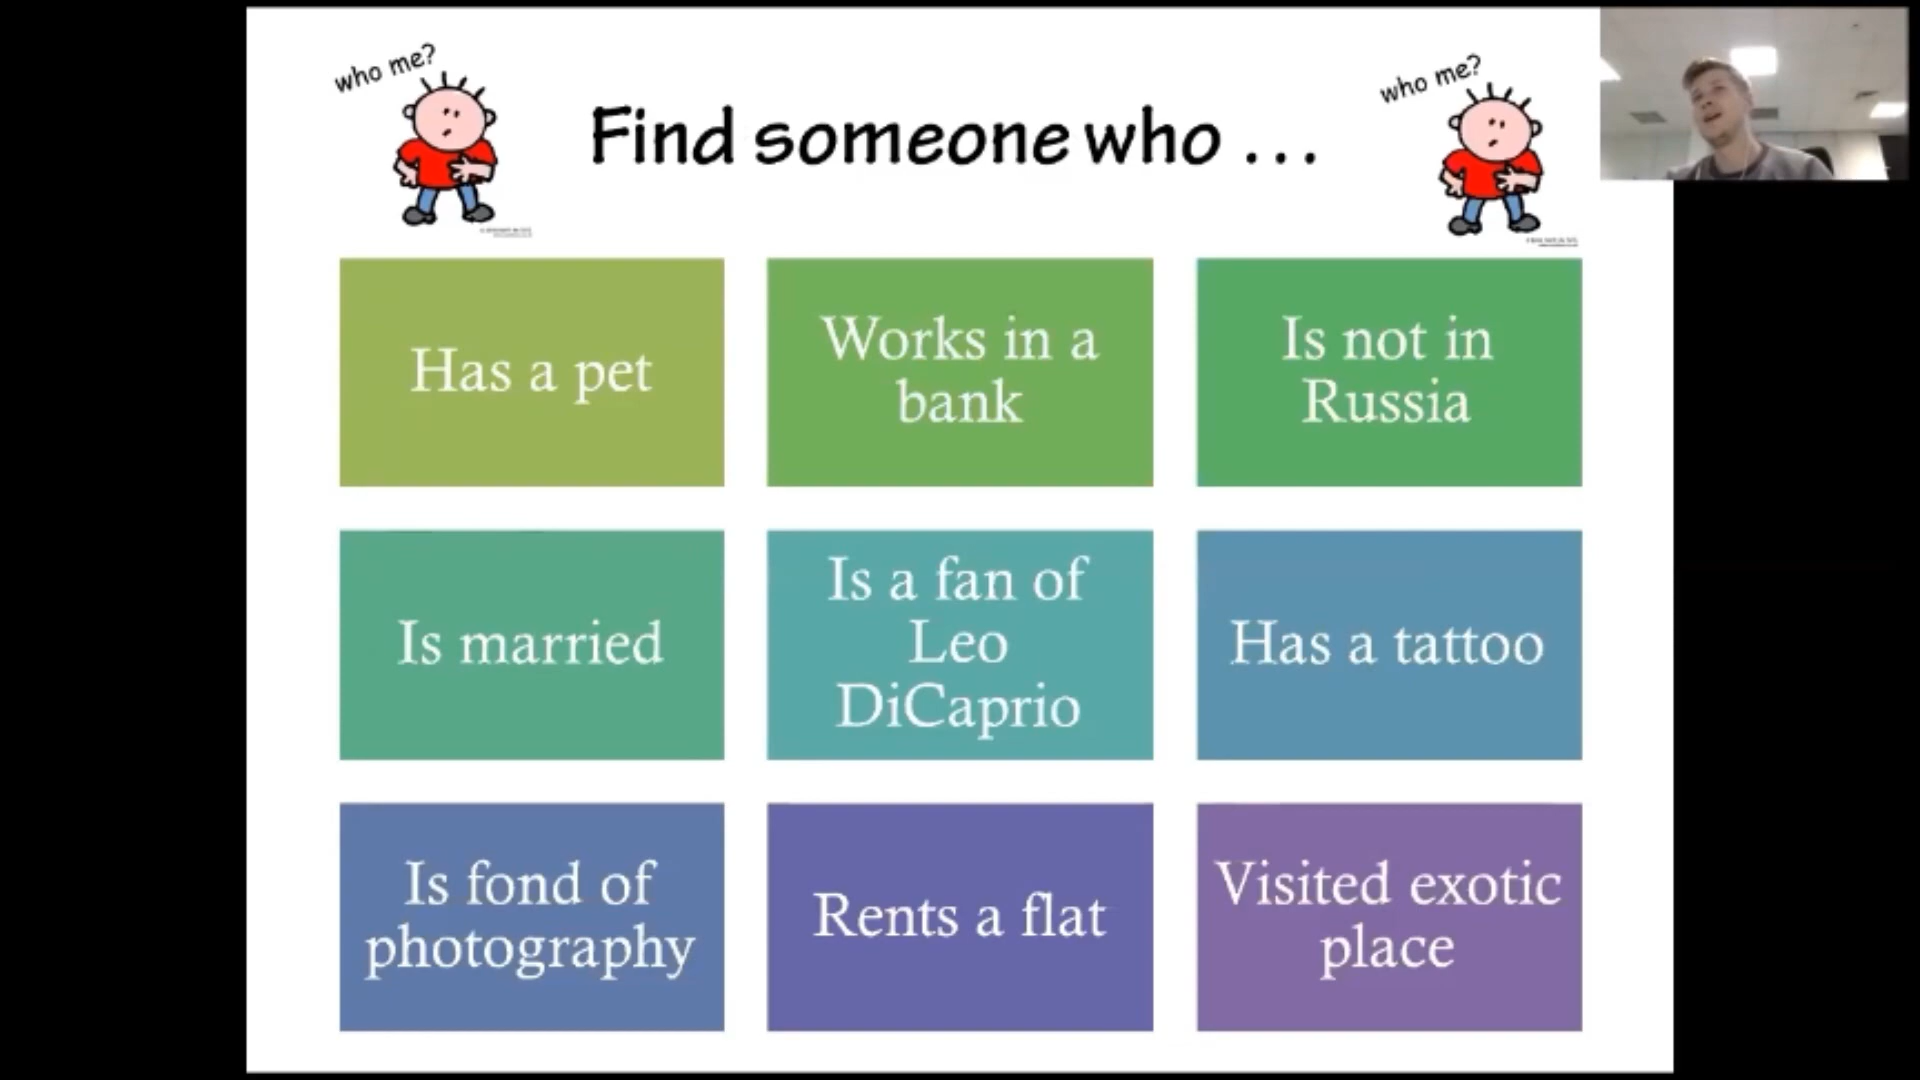 who me?
who me?
Find someone who ...
Has a pet
Works in a
bank
Is not in
Russia
Is married
Is a fan of
Leo
DiCaprio
Has a tattoo
Is fond of
photography
Rents a flat
Visited exotic
place